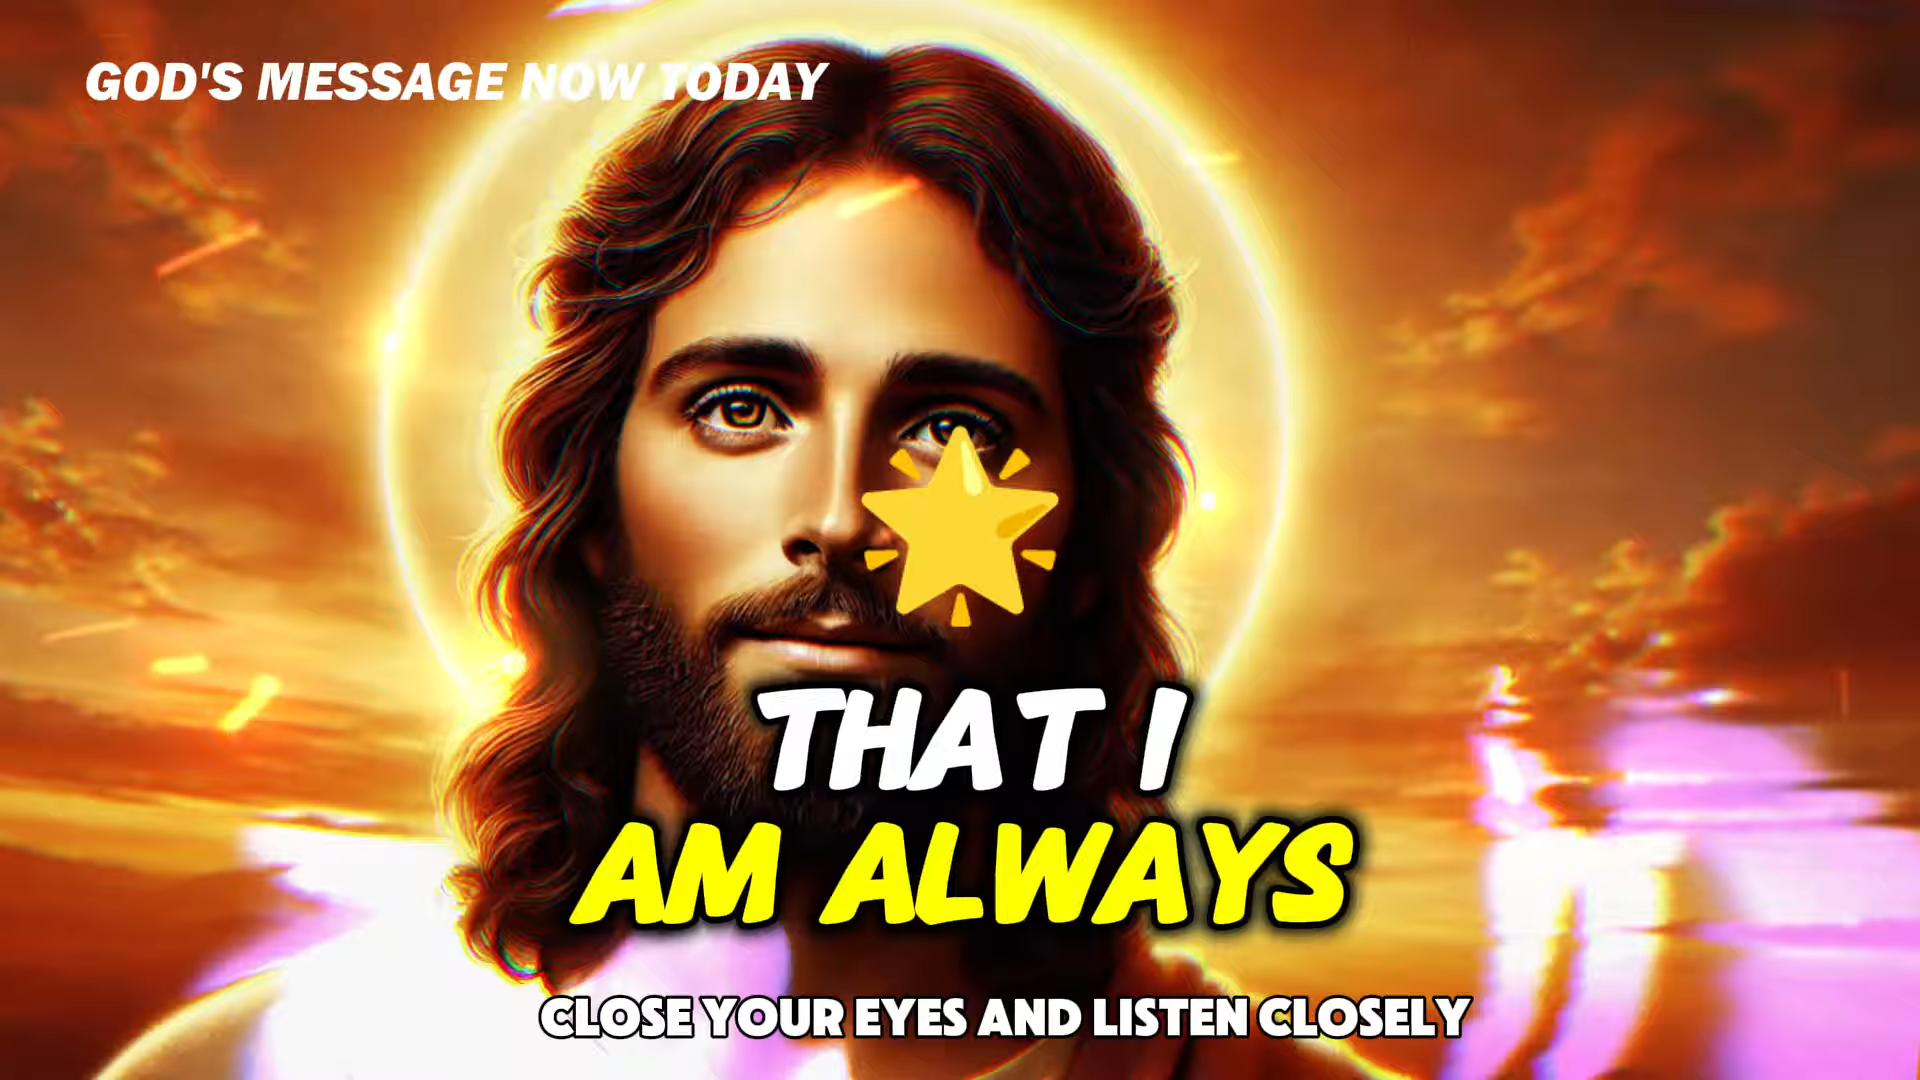 GOD'S MESSAGE NOW TODAY
THAT I
AM ALWAYS
CLOSE YOUR EYES AND LISTEN CLOSELY